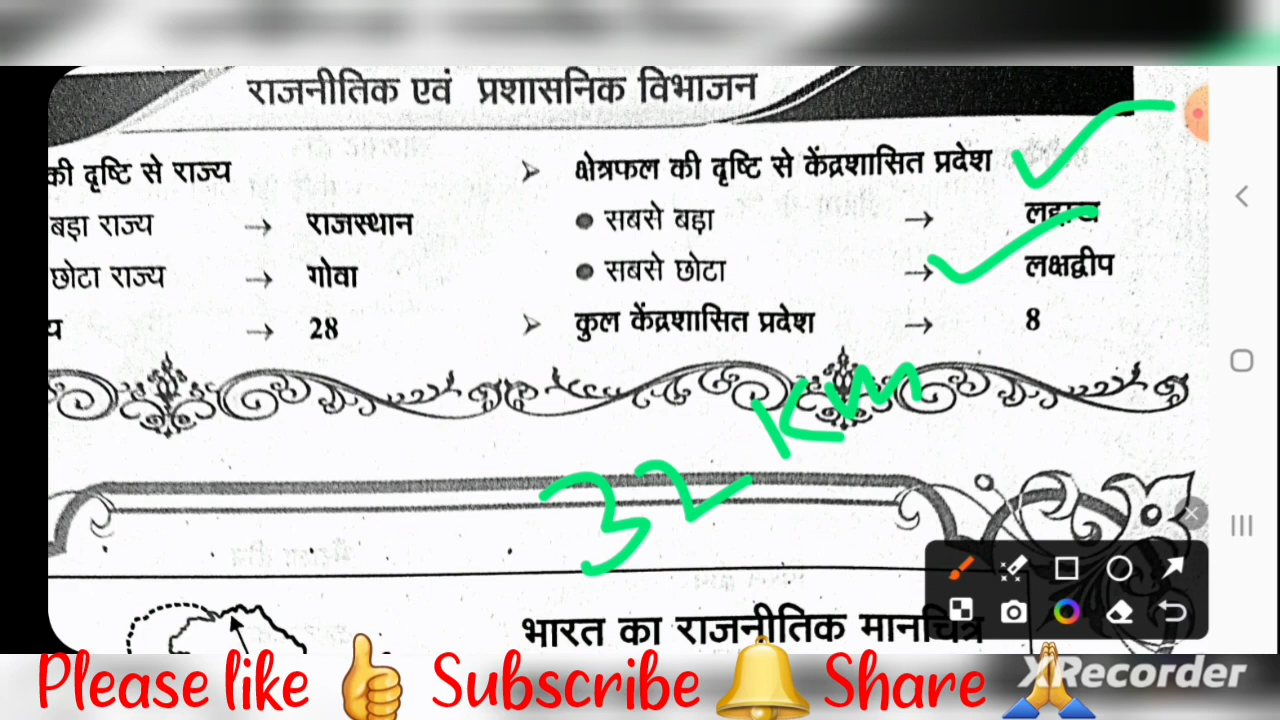 राजनीतिक एवं प्रशासनिक विभाजन
की दृष्टि से राज्य
बड़ा राज्य → राजस्थान
छोटा राज्य → गोवा
य → 28
➢ क्षेत्रफल की दृष्टि से केंद्रशासित प्रदेश
● सबसे बड़ा → लद्दाख
● सबसे छोटा → लक्षद्वीप
➢ कुल केंद्रशासित प्रदेश → 8
32 KM
भारत का राजनीतिक मानचित्र
Please like 👍 Subscribe 🔔 Share 🙏
XRecorder